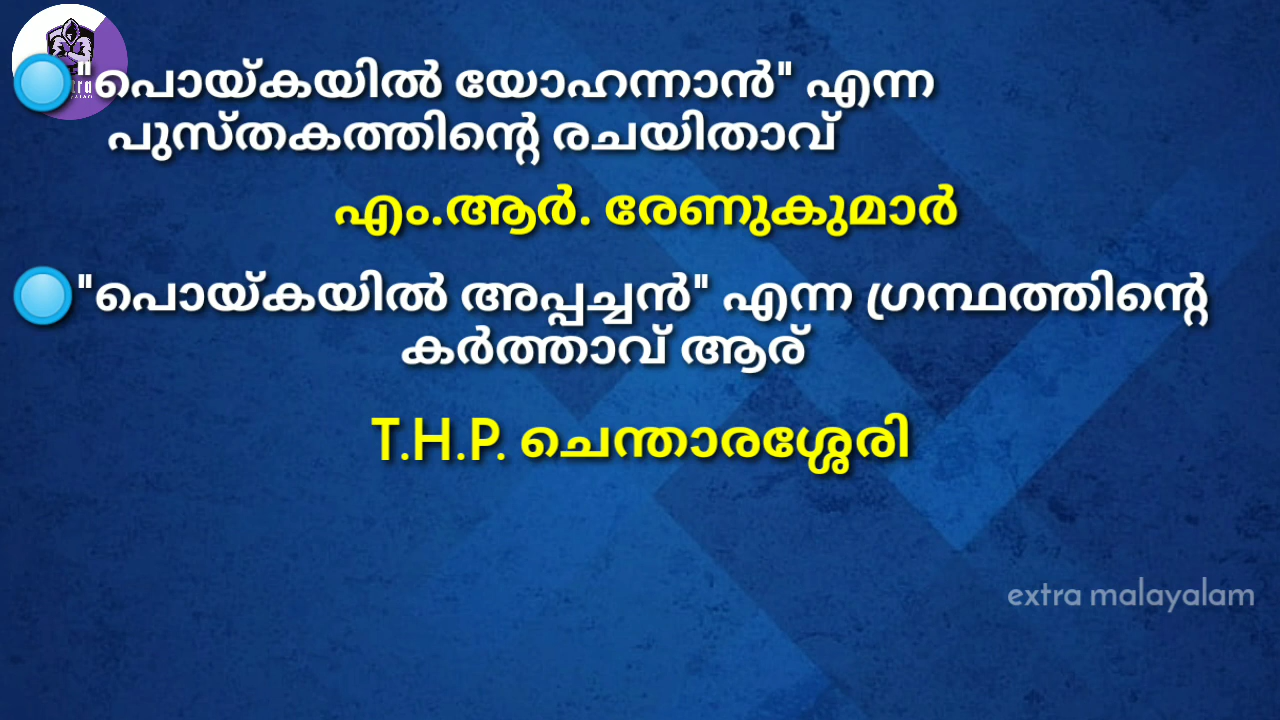 "പൊയ്കയിൽ യോഹന്നാൻ" എന്ന
പുസ്തകത്തിന്റെ രചയിതാവ്
എം.ആർ. രേണുകുമാർ
"പൊയ്കയിൽ അപ്പച്ചൻ" എന്ന ഗ്രന്ഥത്തിന്റെ
കർത്താവ് ആര്
T.H.P. ചെന്താരശ്ശേരി
extra malayalam